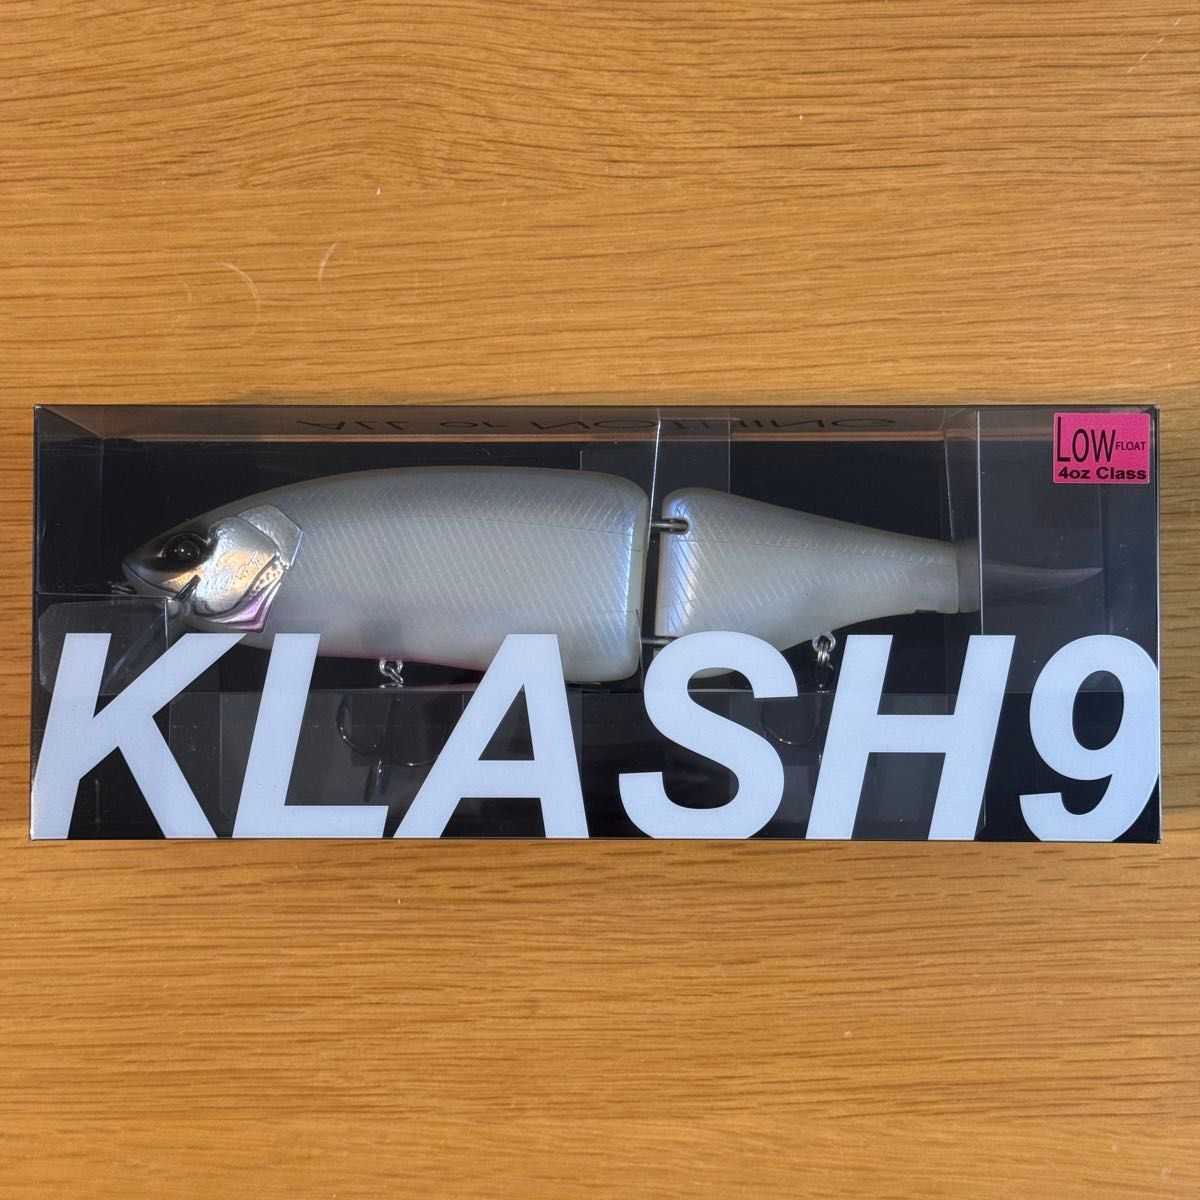 ALL or NOTHING
LOW FLOAT
4oz Class
KLASH9